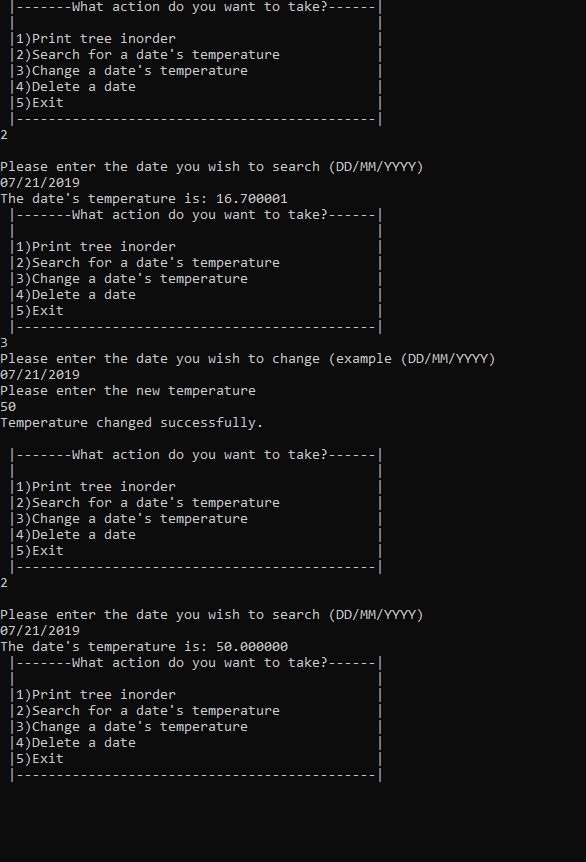 |-------What action do you want to take?------|
|                                             |
|1)Print tree inorder                         |
|2)Search for a date's temperature            |
|3)Change a date's temperature                |
|4)Delete a date                              |
|5)Exit                                       |
|---------------------------------------------|
2
Please enter the date you wish to search (DD/MM/YYYY)
07/21/2019
The date's temperature is: 16.700001
|-------What action do you want to take?------|
|                                             |
|1)Print tree inorder                         |
|2)Search for a date's temperature            |
|3)Change a date's temperature                |
|4)Delete a date                              |
|5)Exit                                       |
|---------------------------------------------|
3
Please enter the date you wish to change (example (DD/MM/YYYY)
07/21/2019
Please enter the new temperature
50
Temperature changed successfully.
|-------What action do you want to take?------|
|                                             |
|1)Print tree inorder                         |
|2)Search for a date's temperature            |
|3)Change a date's temperature                |
|4)Delete a date                              |
|5)Exit                                       |
|---------------------------------------------|
2
Please enter the date you wish to search (DD/MM/YYYY)
07/21/2019
The date's temperature is: 50.000000
|-------What action do you want to take?------|
|                                             |
|1)Print tree inorder                         |
|2)Search for a date's temperature            |
|3)Change a date's temperature                |
|4)Delete a date                              |
|5)Exit                                       |
|---------------------------------------------|